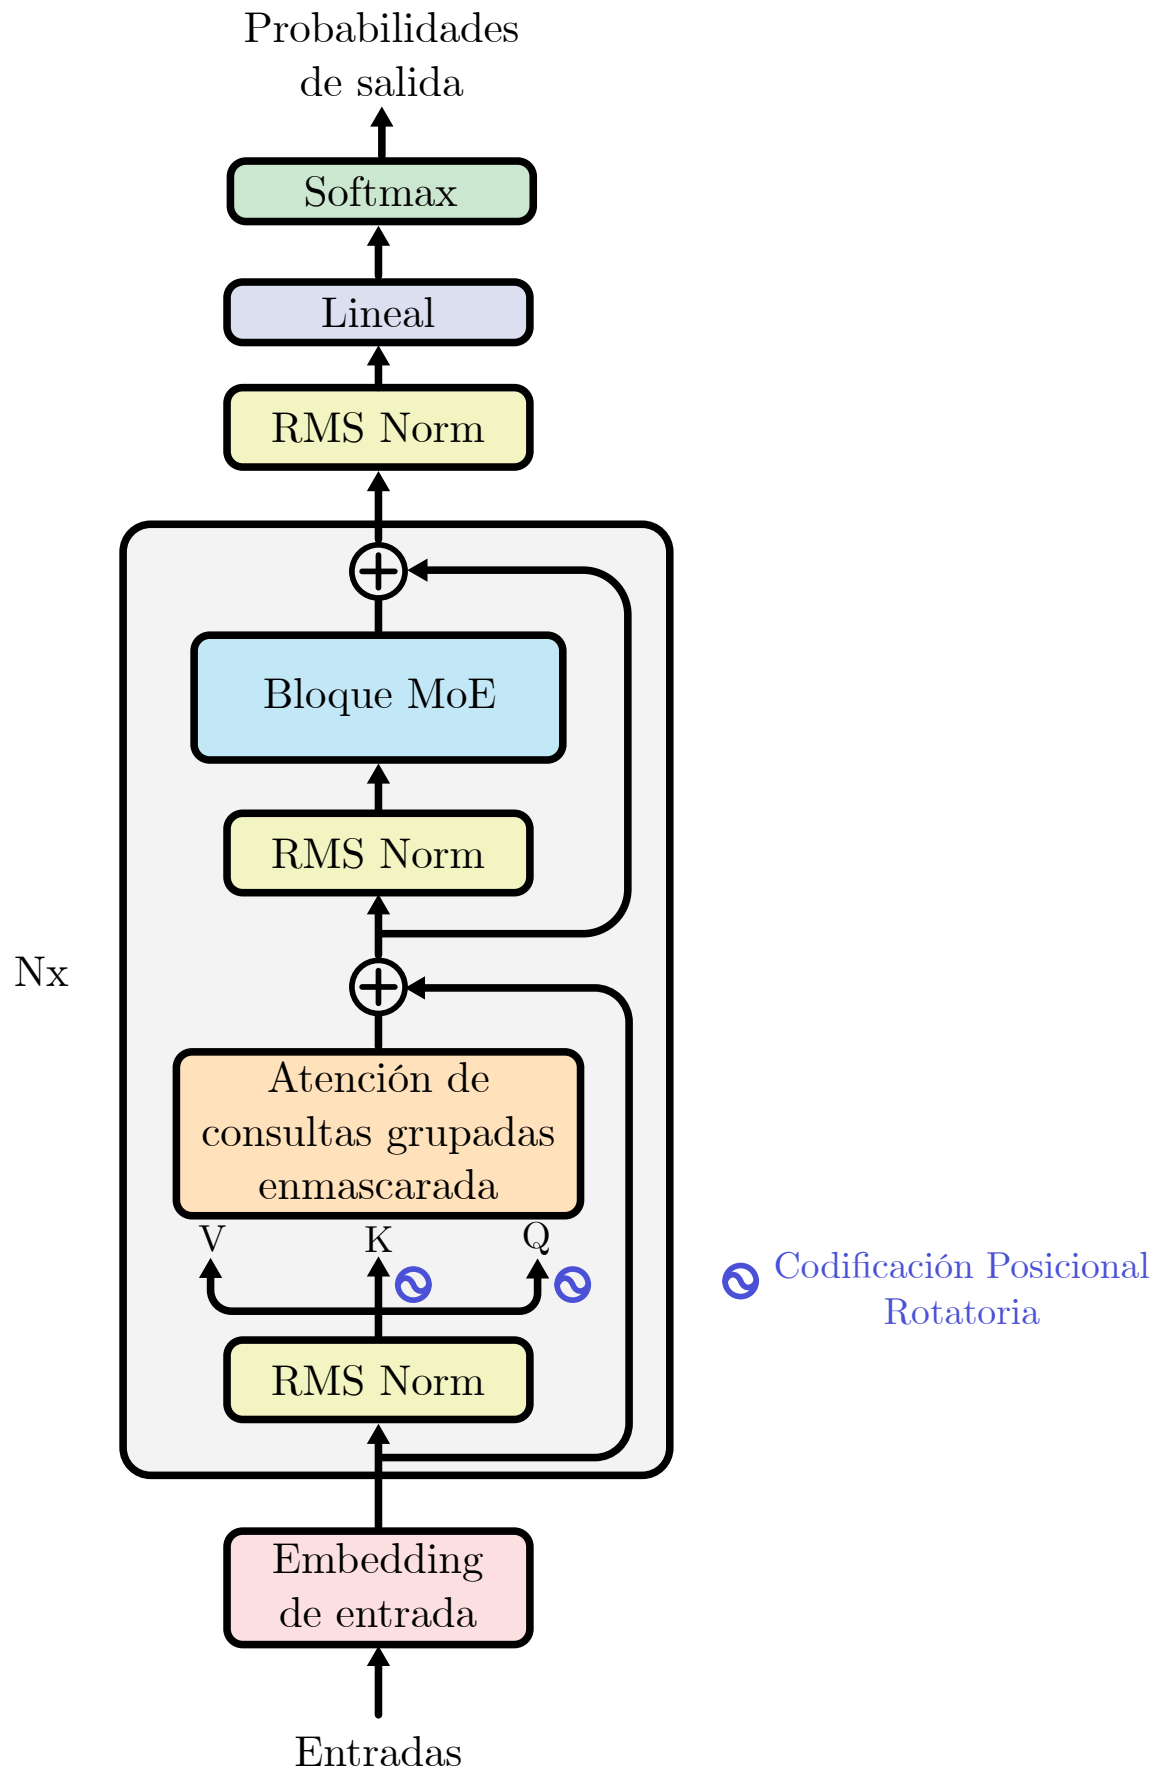 Probabilidades
de salida
Softmax
Lineal
RMS Norm
Bloque MoE
RMS Norm
Nx
Atención de
consultas grupadas
enmascarada
V
K
Q
Codificación Posicional
Rotatoria
RMS Norm
Embedding
de entrada
Entradas